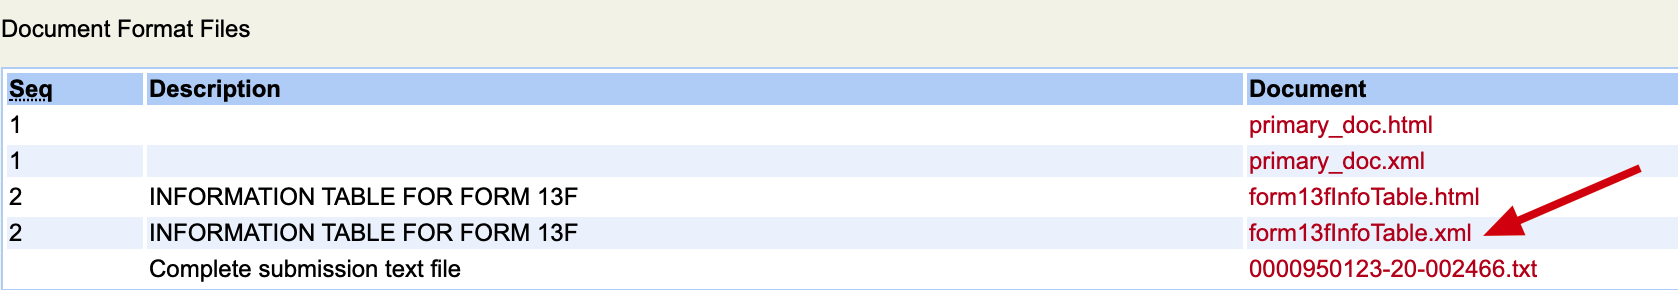 Document Format Files
Seq Description Document
1 primary_doc.html
1 primary_doc.xml
2 INFORMATION TABLE FOR FORM 13F form13fInfoTable.html
2 INFORMATION TABLE FOR FORM 13F form13fInfoTable.xml
Complete submission text file 0000950123-20-002466.txt